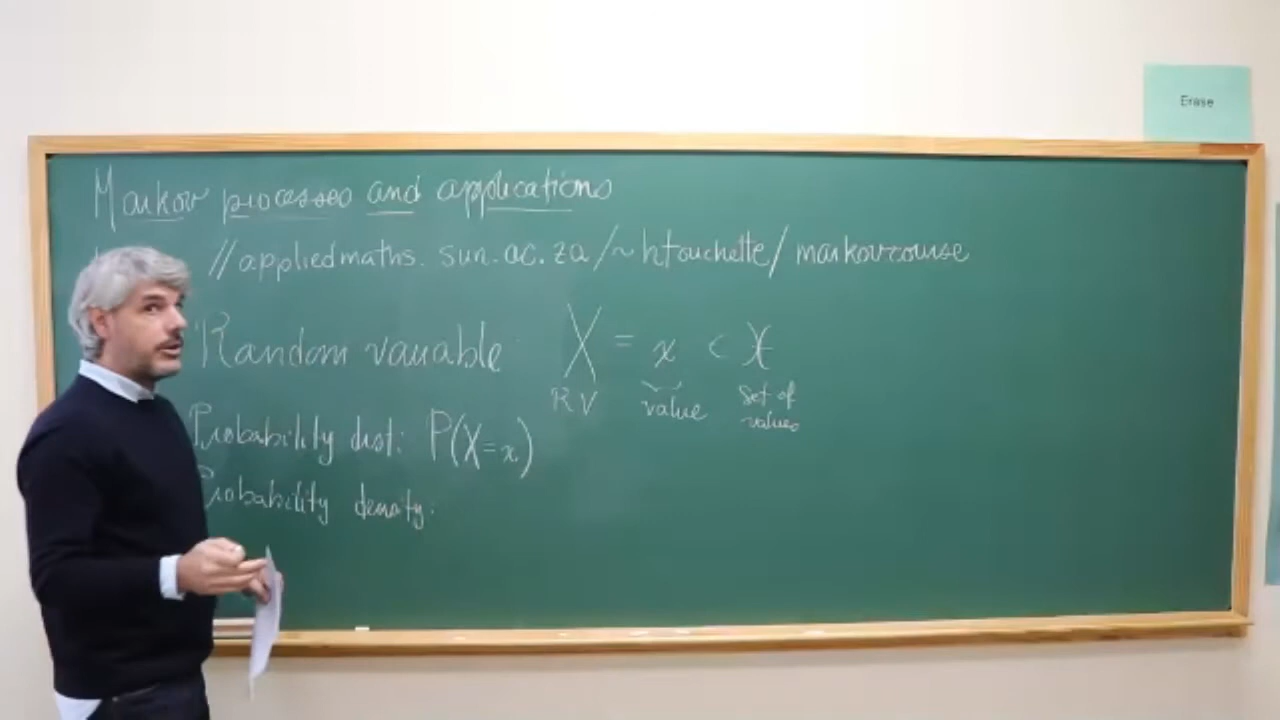 Erase
Markov processes and applications
//appliedmaths.sun.ac.za/~htouchette/markovcourse
Random variable X = x ∈ 𝒳
RV value set of values
Probability dist: P(X=x)
Probability density: